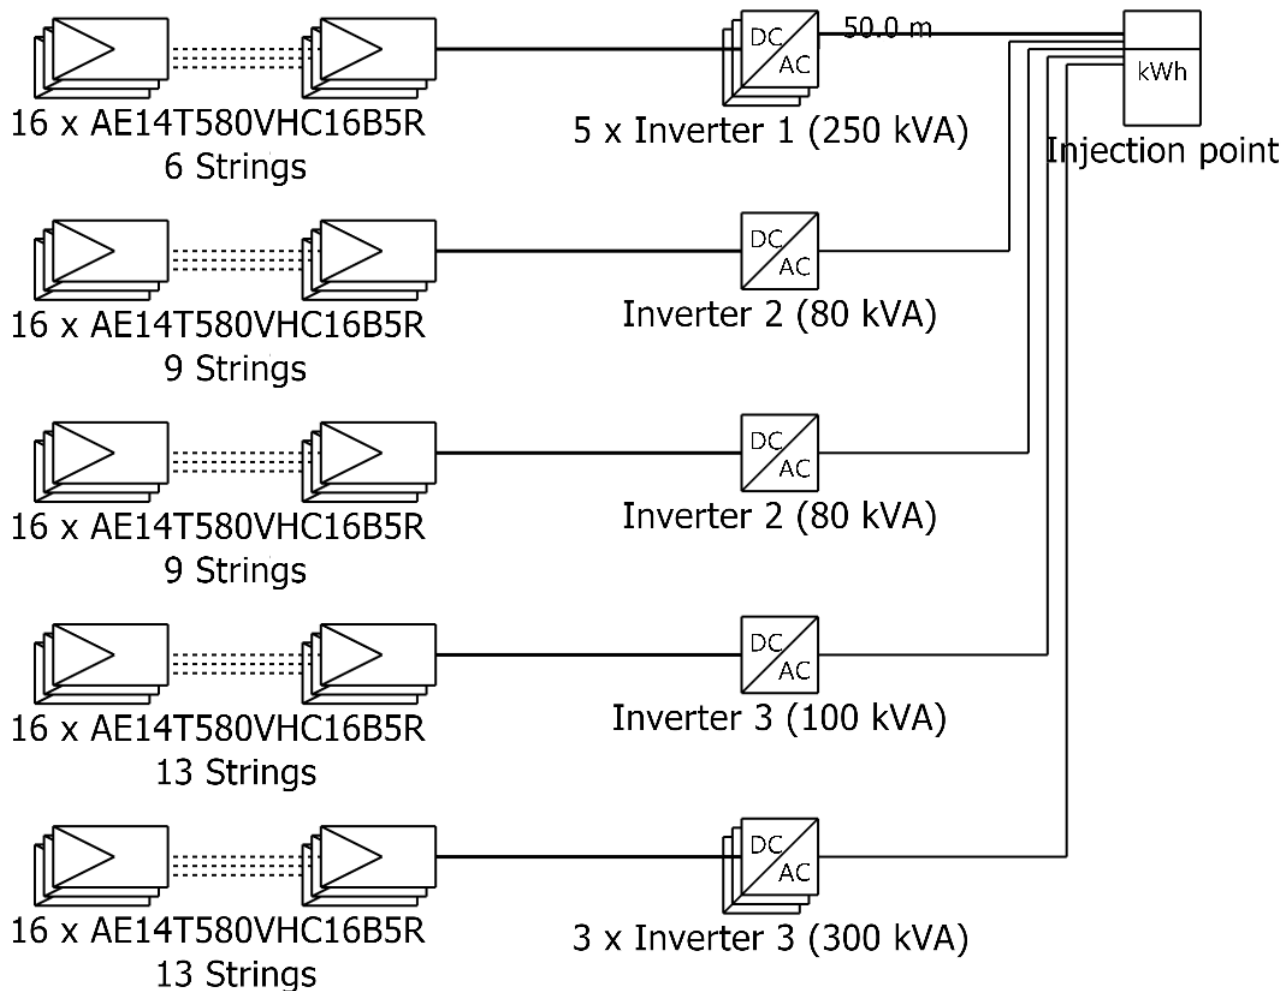 DC
AC
50.0 m
kWh
16 x AE14T580VHC16B5R
6 Strings
5 x Inverter 1 (250 kVA)
Injection point
DC
AC
16 x AE14T580VHC16B5R
9 Strings
Inverter 2 (80 kVA)
DC
AC
16 x AE14T580VHC16B5R
9 Strings
Inverter 2 (80 kVA)
DC
AC
16 x AE14T580VHC16B5R
13 Strings
Inverter 3 (100 kVA)
DC
AC
16 x AE14T580VHC16B5R
13 Strings
3 x Inverter 3 (300 kVA)